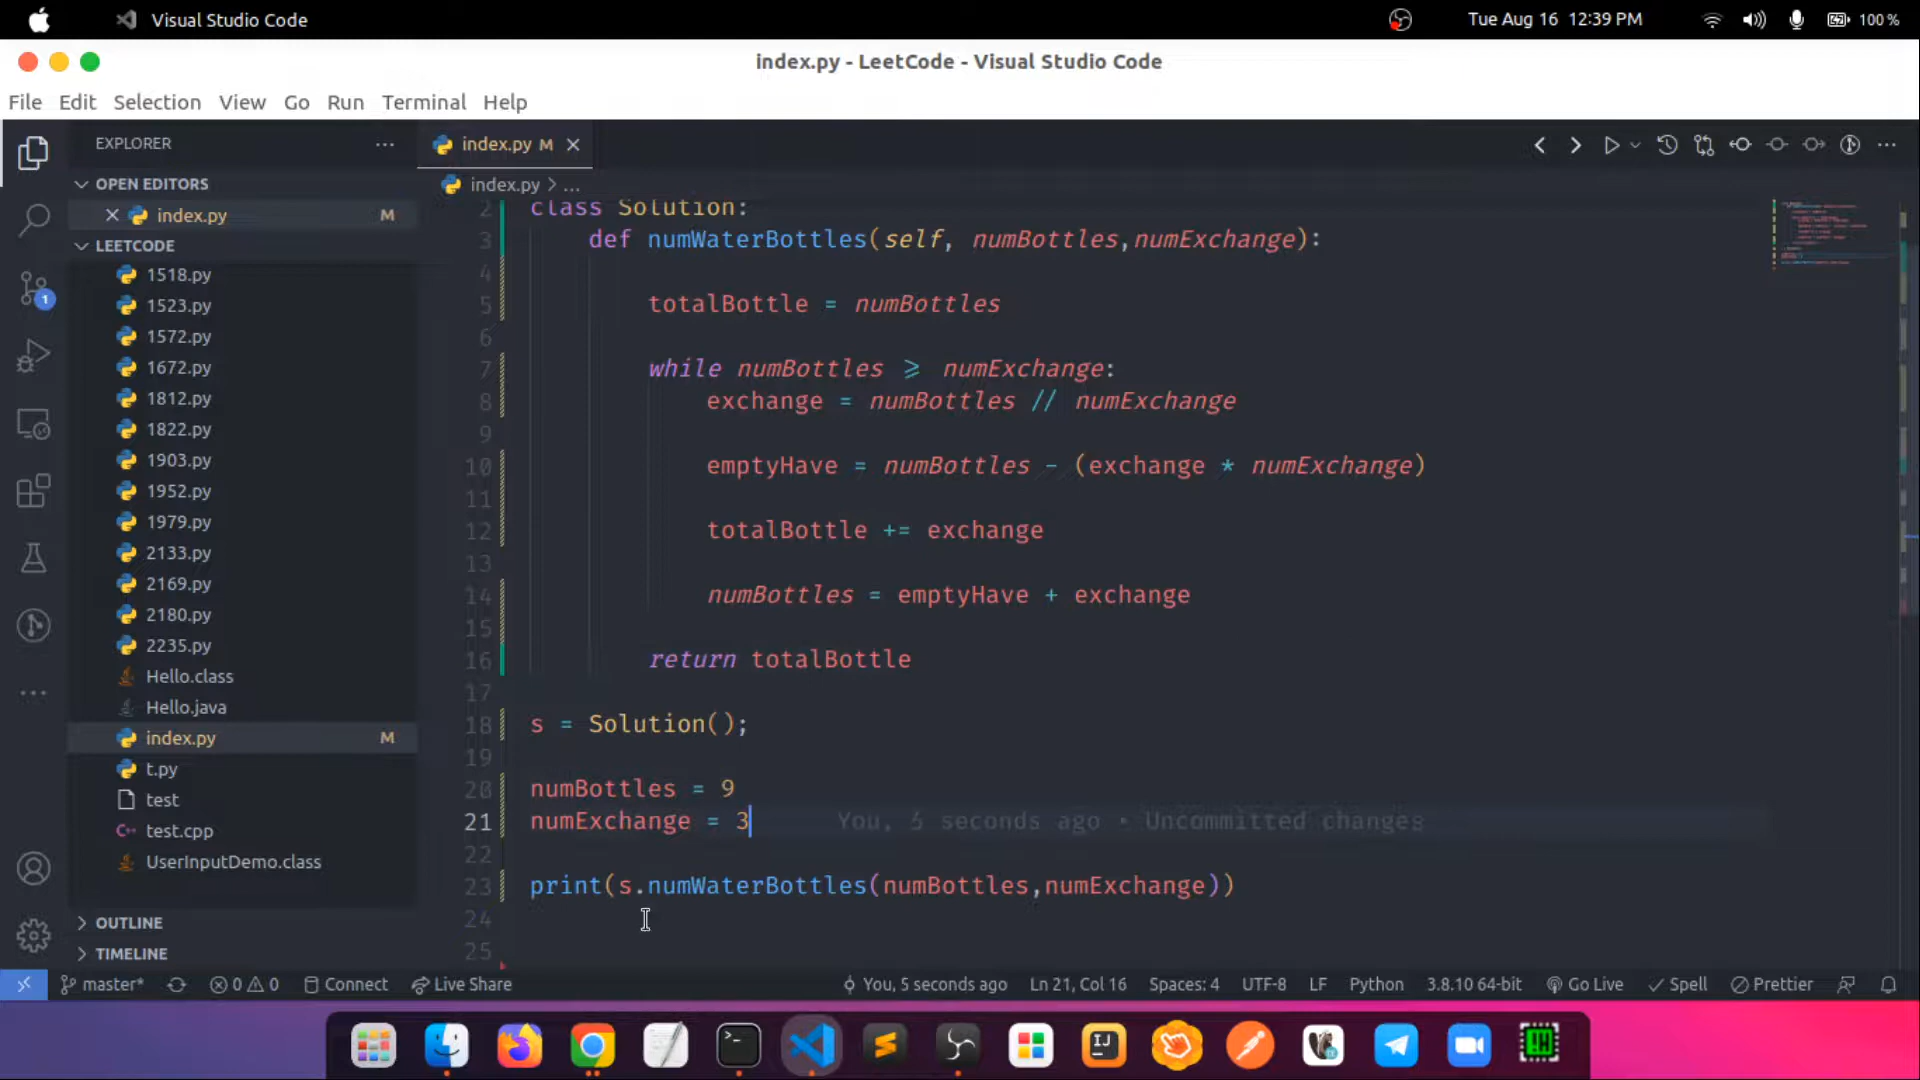 Visual Studio Code
Tue Aug 16 12:39 PM
100 %
index.py - LeetCode - Visual Studio Code
File Edit Selection View Go Run Terminal Help
EXPLORER
index.py M
OPEN EDITORS
index.py > ...
index.py M
LEETCODE
1518.py
1523.py
1572.py
1672.py
1812.py
1822.py
1903.py
1952.py
1979.py
2133.py
2169.py
2180.py
2235.py
Hello.class
Hello.java
index.py M
t.py
test
test.cpp
UserInputDemo.class
OUTLINE
TIMELINE
1
2 class Solution:
3 def numWaterBottles(self, numBottles,numExchange):
4
5 totalBottle = numBottles
6
7 while numBottles ⩾ numExchange:
8 exchange = numBottles // numExchange
9
10 emptyHave = numBottles - (exchange * numExchange)
11
12 totalBottle += exchange
13
14 numBottles = emptyHave + exchange
15
16 return totalBottle
17
18 s = Solution();
19
20 numBottles = 9
21 numExchange = 3 You, 5 seconds ago • Uncommitted changes
22
23 print(s.numWaterBottles(numBottles,numExchange))
24
25
master* 0 0 Connect Live Share You, 5 seconds ago Ln 21, Col 16 Spaces: 4 UTF-8 LF Python 3.8.10 64-bit Go Live Spell Prettier